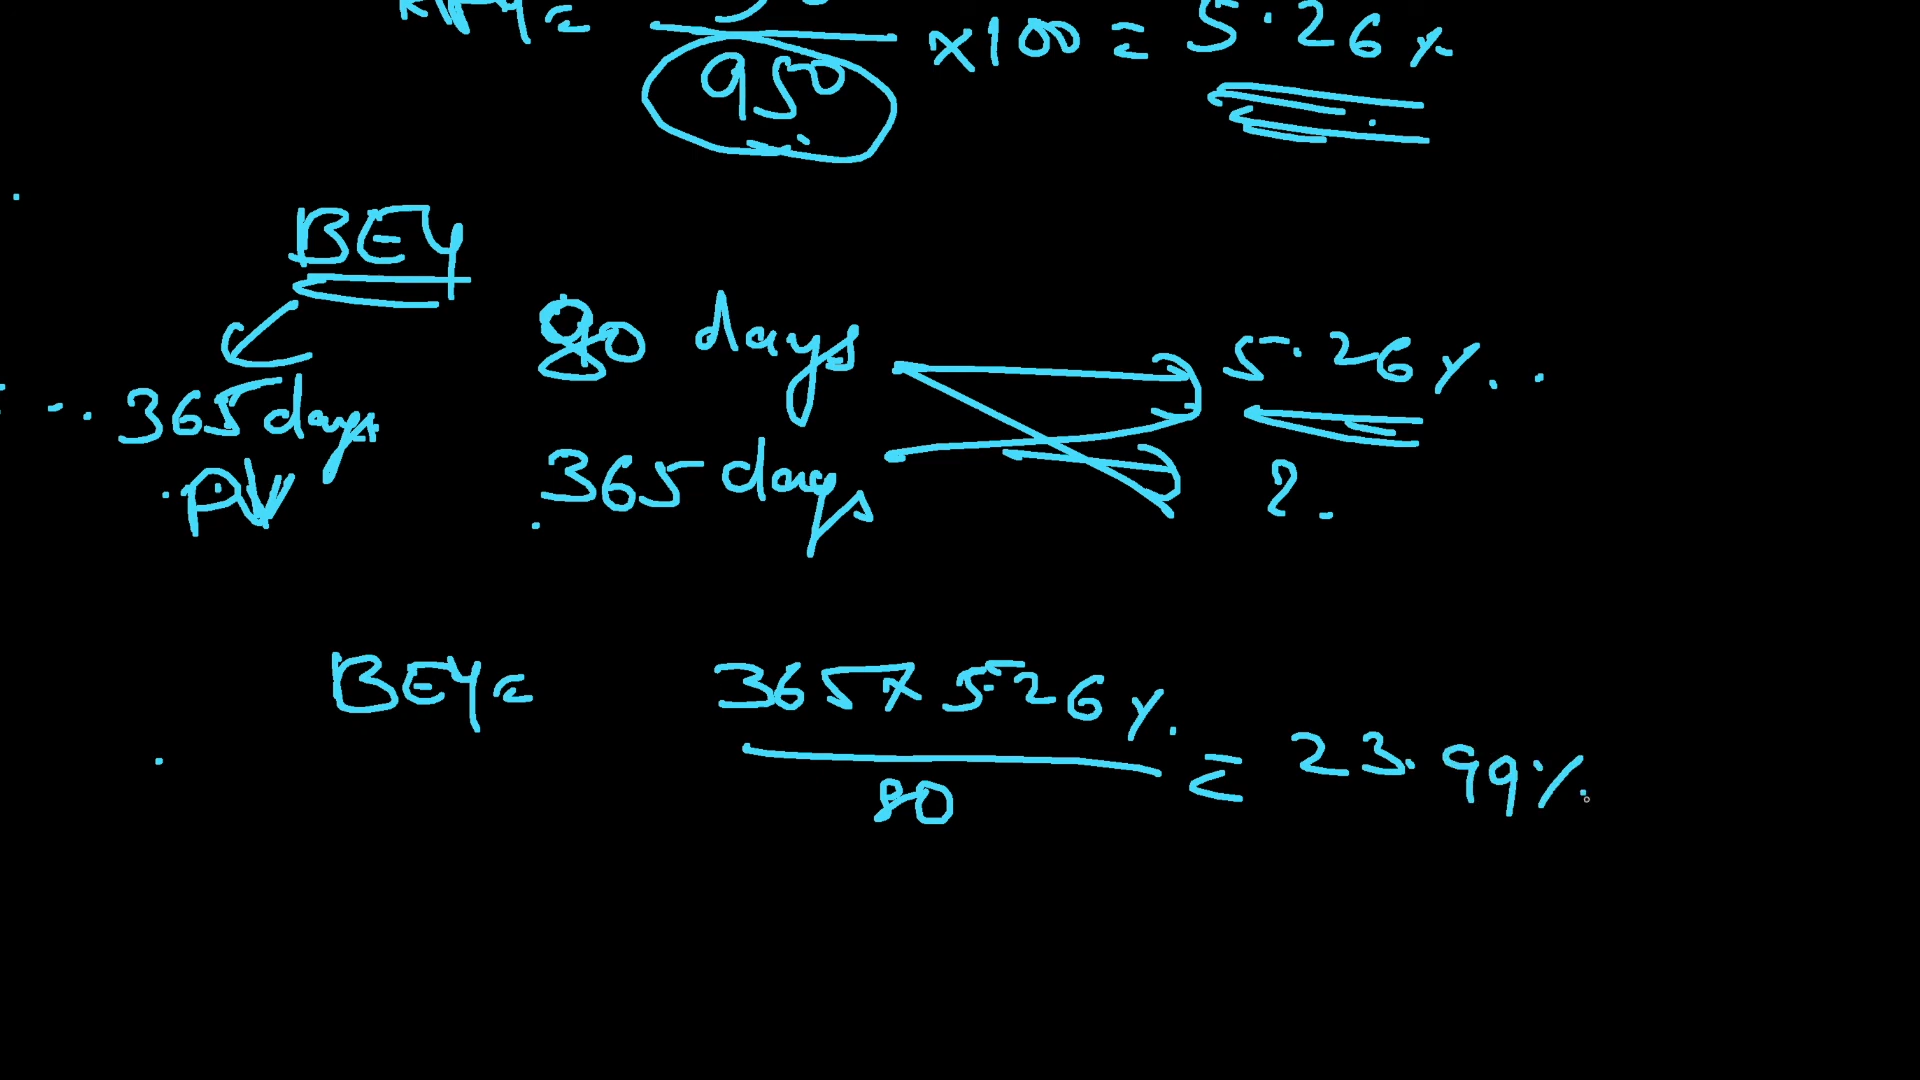 950 ×100 = 5.26%
BEY
80 days 5.26%
365 days
365 days ?
PV
BEY = 365 × 5.26% = 23.99%
80